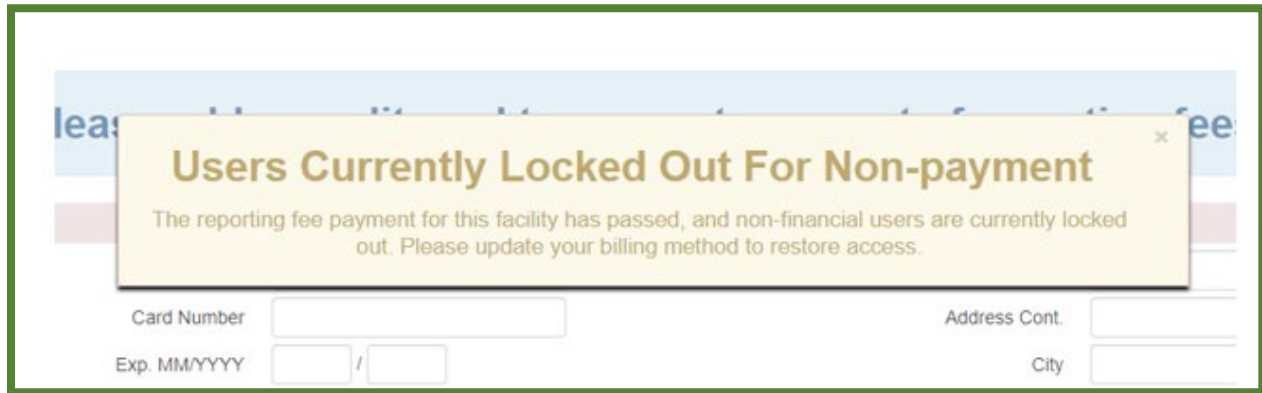 Users Currently Locked Out For Non-payment
×
The reporting fee payment for this facility has passed, and non-financial users are currently locked
out. Please update your billing method to restore access.
Card Number
Address Cont.
Exp. MM/YYYY
/
City